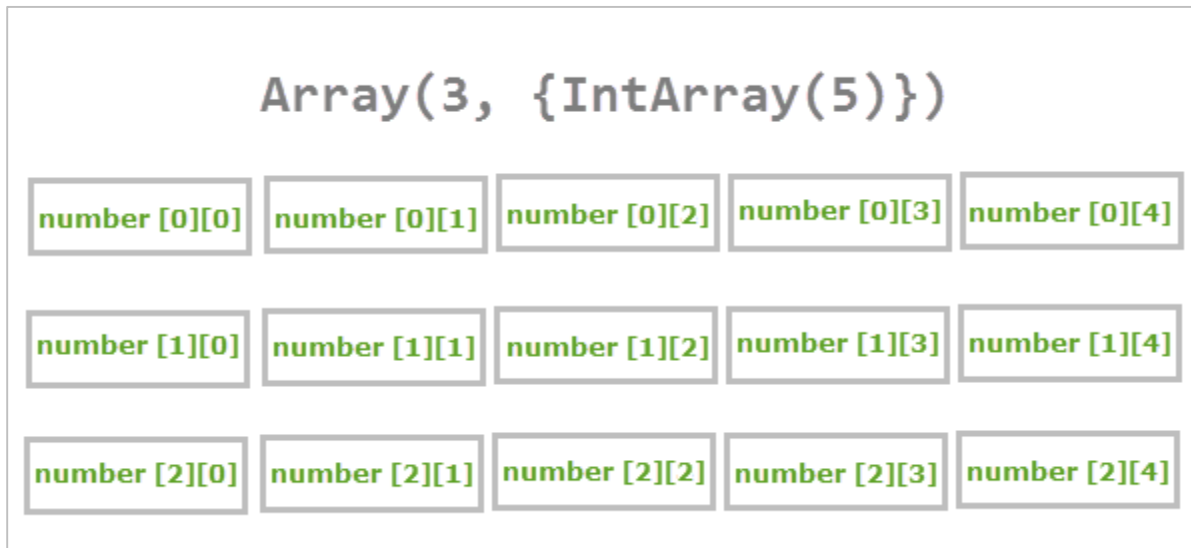 Array(3, {IntArray(5)})
number [0][0] number [0][1] number [0][2] number [0][3] number [0][4]
number [1][0] number [1][1] number [1][2] number [1][3] number [1][4]
number [2][0] number [2][1] number [2][2] number [2][3] number [2][4]